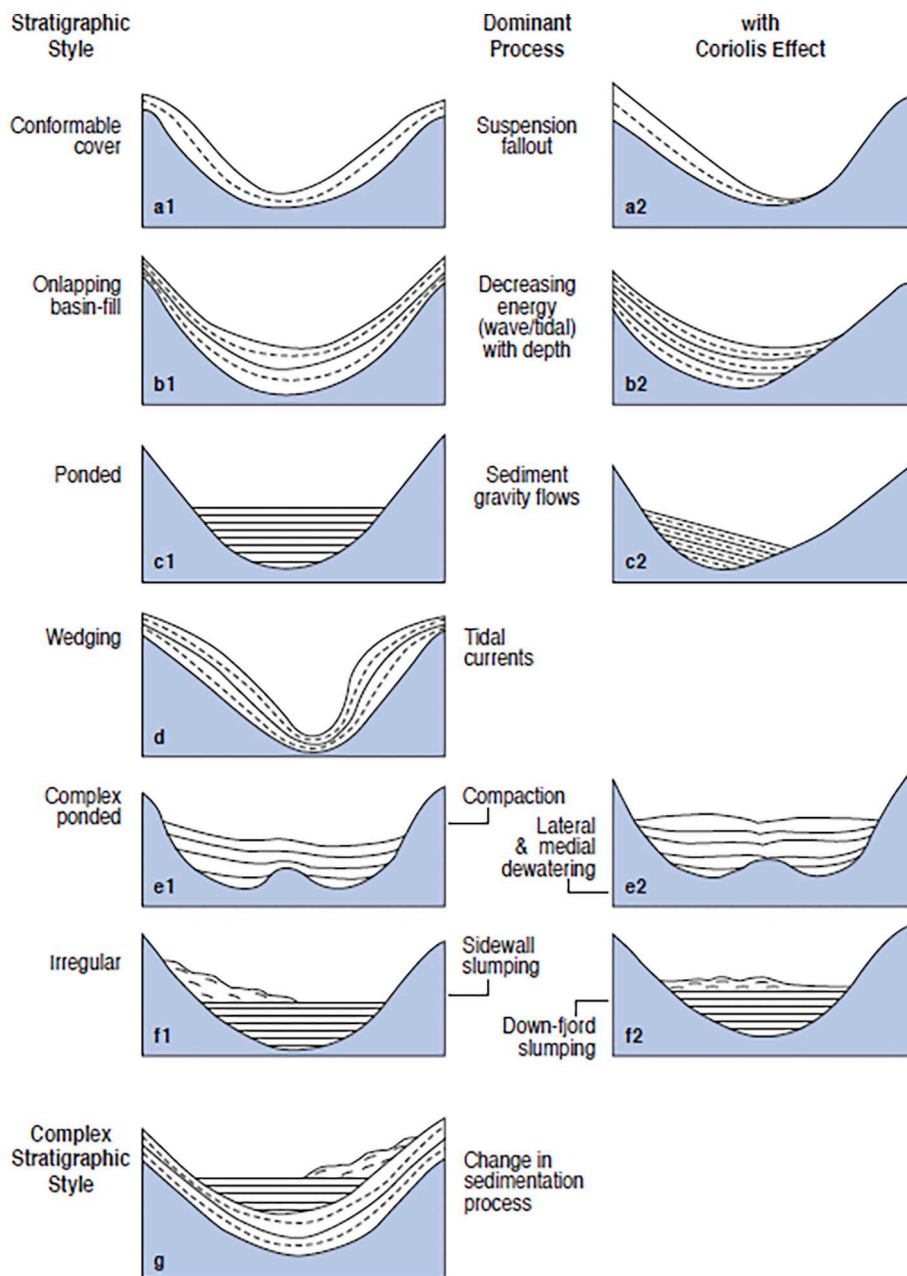 Stratigraphic
Style
Dominant
Process
with
Coriolis Effect
Conformable
cover
a1
Suspension
fallout
a2
Onlapping
basin-fill
b1
Decreasing
energy
(wave/tidal)
with depth
b2
Ponded
c1
Sediment
gravity flows
c2
Wedging
d
Tidal
currents
Complex
ponded
e1
Compaction
Lateral
& medial
dewatering
e2
Irregular
f1
Sidewall
slumping
Down-fjord
slumping
f2
Complex
Stratigraphic
Style
g
Change in
sedimentation
process